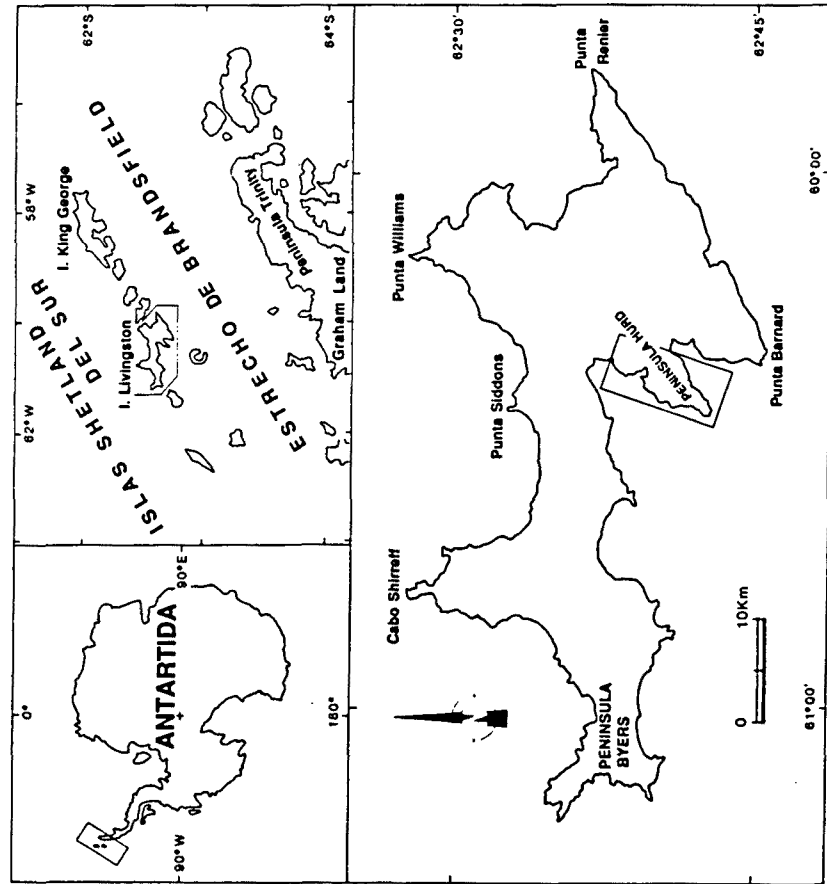 0°
90°E
ANTARTIDA
+
90°W
180°
62°W
58°W
62°S
64°S
ISLAS SHETLAND
DEL SUR
I. King George
I. Livingston
ESTRECHO DE BRANDSFIELD
Peninsula Trinity
Graham Land
Cabo Shirreff
Punta Siddons
Punta Williams
Punta
Renier
PENINSULA HURD
Punta Barnard
PENINSULA
BYERS
0 10Km
62°30'
62°45'
61°00'
60°00'